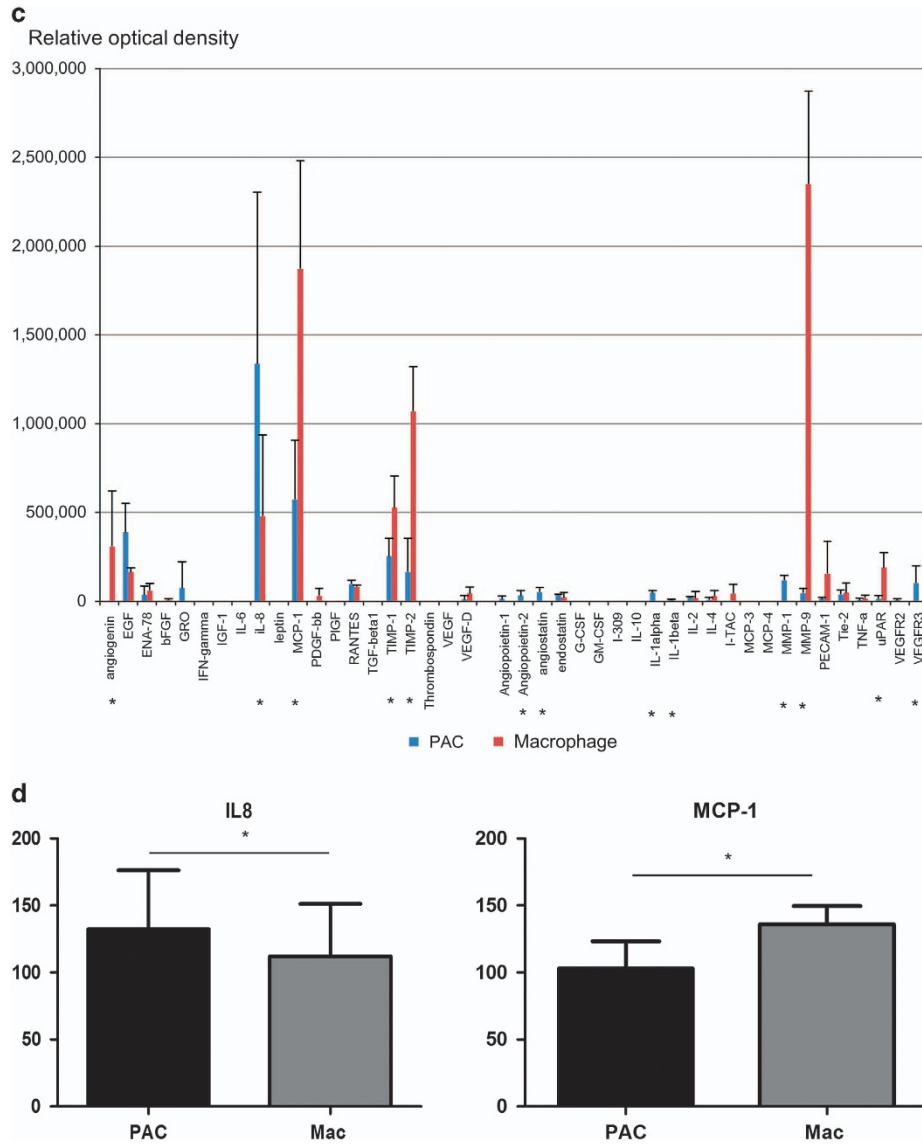 c
Relative optical density
3,000,000
2,500,000
2,000,000
1,500,000
1,000,000
500,000
0
angiogenin
EGF
ENA-78
bFGF
GRO
IFN-gamma
IGF-1
IL-6
iL-8
leptin
MCP-1
PDGF-bb
PlGF
RANTES
TGF-beta1
TIMP-1
TIMP-2
Thrombospondin
VEGF
VEGF-D
Angiopoietin-1
Angiopoietin-2
angiostatin
endostatin
G-CSF
GM-CSF
I-309
IL-10
IL-1alpha
IL-1beta
IL-2
IL-4
I-TAC
MCP-3
MCP-4
MMP-1
MMP-9
PECAM-1
Tie-2
TNF-a
uPAR
VEGFR2
VEGFR3
* * * * * * * * * * * * *
PAC Macrophage
d
IL8
200
150
100
50
0
*
PAC Mac
MCP-1
200
150
100
50
0
*
PAC Mac